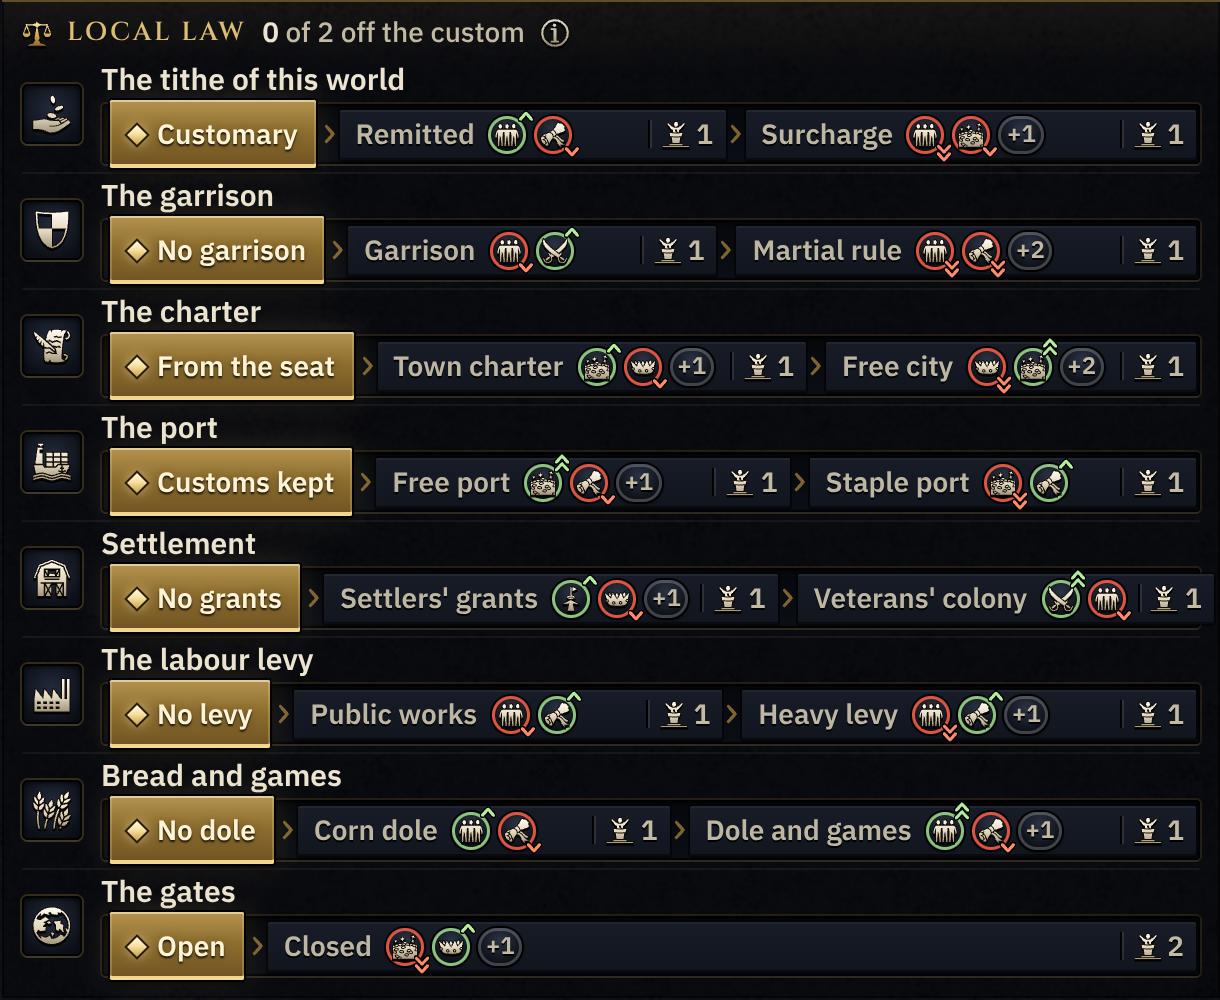 LOCAL LAW 0 of 2 off the custom
The tithe of this world
Customary Remitted 1 Surcharge +1 1
The garrison
No garrison Garrison 1 Martial rule +2 1
The charter
From the seat Town charter +1 1 Free city +2 1
The port
Customs kept Free port +1 1 Staple port 1
Settlement
No grants Settlers' grants +1 1 Veterans' colony 1
The labour levy
No levy Public works 1 Heavy levy +1 1
Bread and games
No dole Corn dole 1 Dole and games +1 1
The gates
Open Closed +1 2